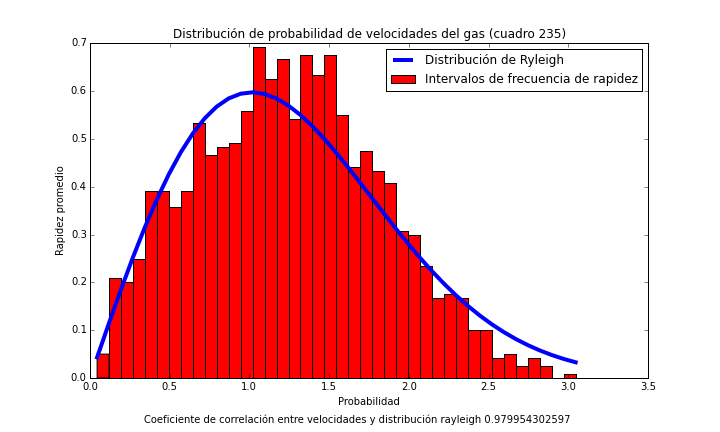 Distribución de probabilidad de velocidades del gas (cuadro 235)
Distribución de Ryleigh
Intervalos de frecuencia de rapidez
Rapidez promedio
0.7
0.6
0.5
0.4
0.3
0.2
0.1
0.0
0.0 0.5 1.0 1.5 2.0 2.5 3.0 3.5
Probabilidad
Coeficiente de correlación entre velocidades y distribución rayleigh 0.979954302597